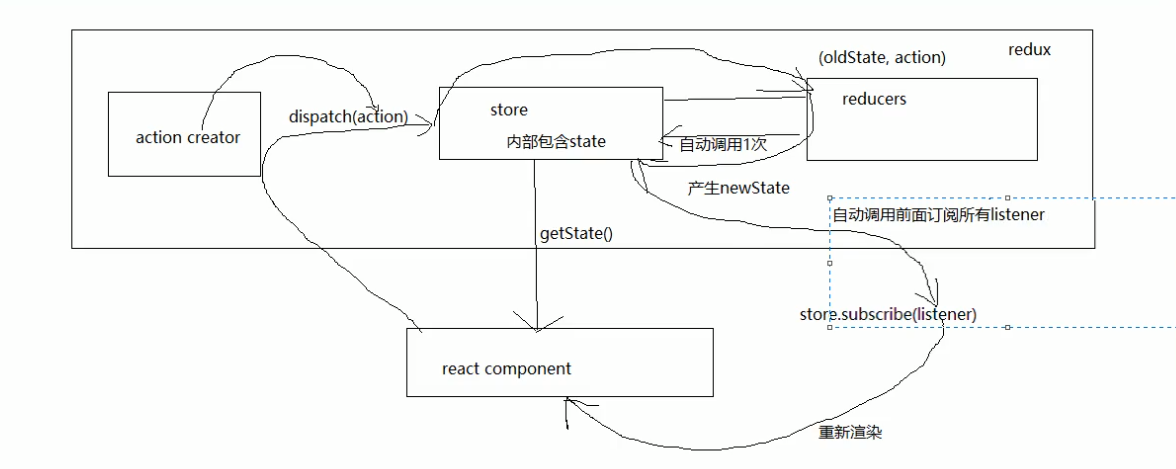 redux
(oldState, action)
reducers
action creator
dispatch(action)
store
内部包含state
自动调用1次
产生newState
自动调用前面订阅所有listener
getState()
store.subscribe(listener)
react component
重新渲染